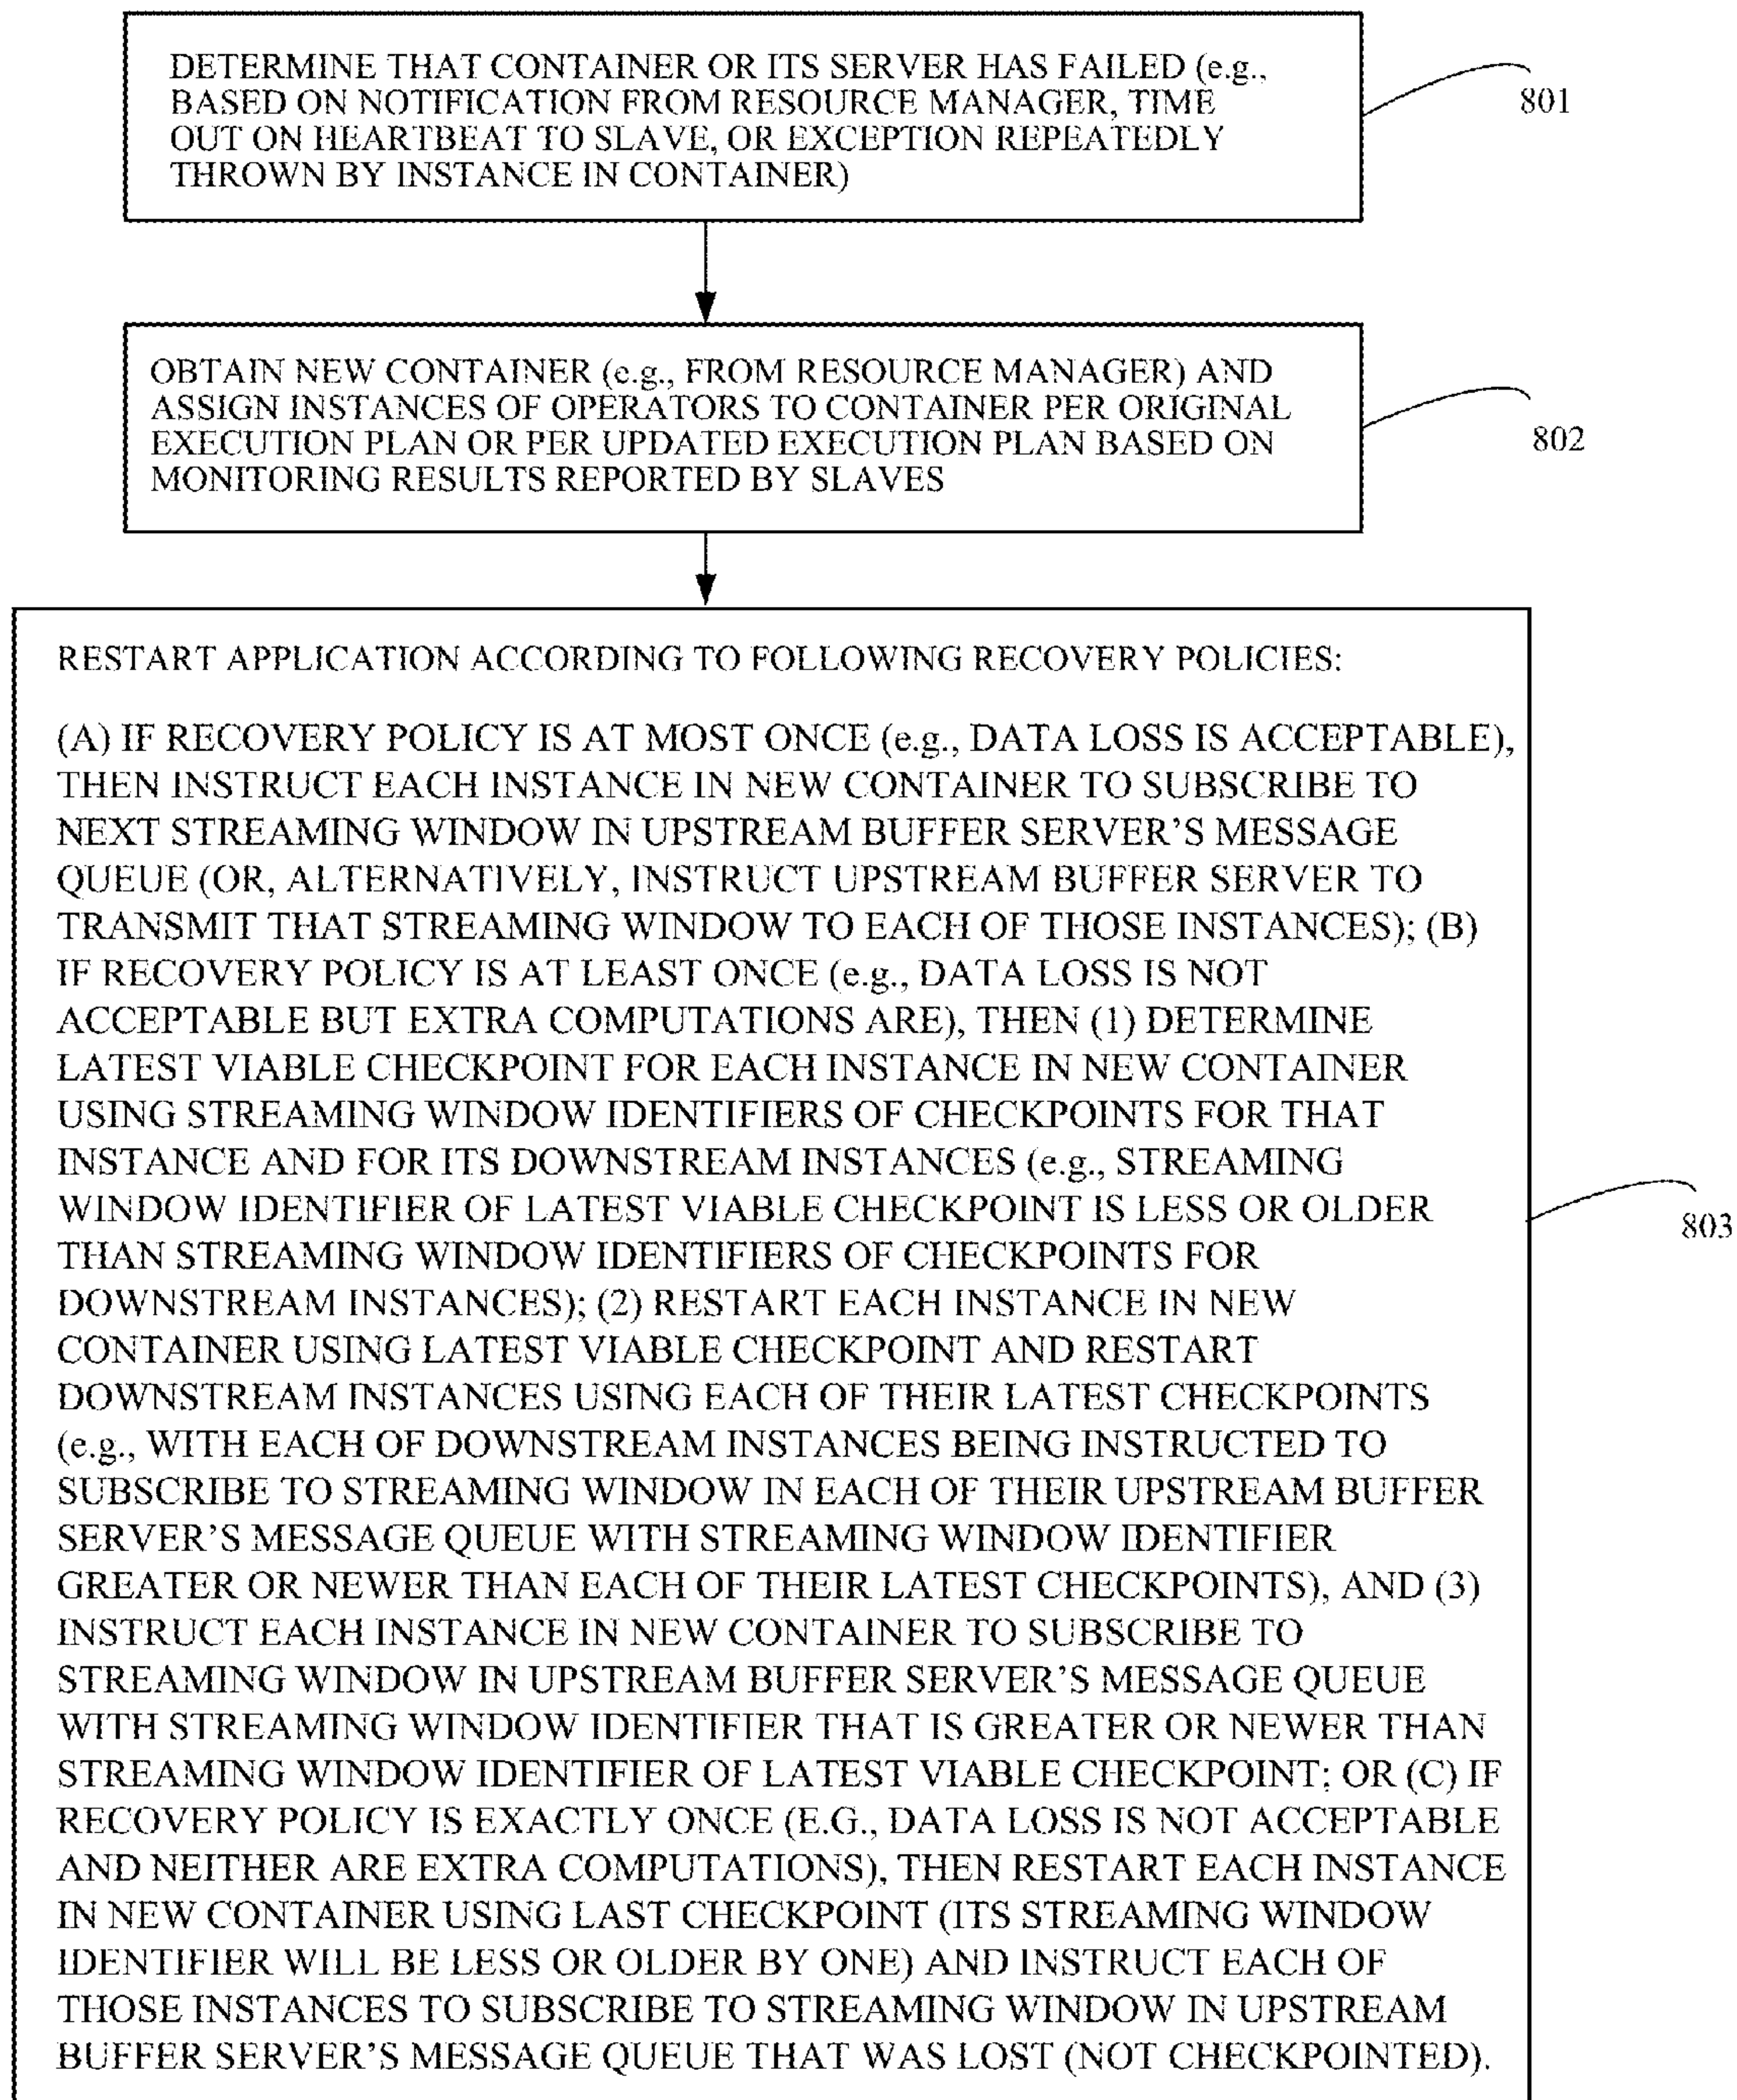 DETERMINE THAT CONTAINER OR ITS SERVER HAS FAILED (e.g.,
BASED ON NOTIFICATION FROM RESOURCE MANAGER, TIME
OUT ON HEARTBEAT TO SLAVE, OR EXCEPTION REPEATEDLY
THROWN BY INSTANCE IN CONTAINER)
801
OBTAIN NEW CONTAINER (e.g., FROM RESOURCE MANAGER) AND
ASSIGN INSTANCES OF OPERATORS TO CONTAINER PER ORIGINAL
EXECUTION PLAN OR PER UPDATED EXECUTION PLAN BASED ON
MONITORING RESULTS REPORTED BY SLAVES
802
RESTART APPLICATION ACCORDING TO FOLLOWING RECOVERY POLICIES:
(A) IF RECOVERY POLICY IS AT MOST ONCE (e.g., DATA LOSS IS ACCEPTABLE),
THEN INSTRUCT EACH INSTANCE IN NEW CONTAINER TO SUBSCRIBE TO
NEXT STREAMING WINDOW IN UPSTREAM BUFFER SERVER'S MESSAGE
QUEUE (OR, ALTERNATIVELY, INSTRUCT UPSTREAM BUFFER SERVER TO
TRANSMIT THAT STREAMING WINDOW TO EACH OF THOSE INSTANCES); (B)
IF RECOVERY POLICY IS AT LEAST ONCE (e.g., DATA LOSS IS NOT
ACCEPTABLE BUT EXTRA COMPUTATIONS ARE), THEN (1) DETERMINE
LATEST VIABLE CHECKPOINT FOR EACH INSTANCE IN NEW CONTAINER
USING STREAMING WINDOW IDENTIFIERS OF CHECKPOINTS FOR THAT
INSTANCE AND FOR ITS DOWNSTREAM INSTANCES (e.g., STREAMING
WINDOW IDENTIFIER OF LATEST VIABLE CHECKPOINT IS LESS OR OLDER
THAN STREAMING WINDOW IDENTIFIERS OF CHECKPOINTS FOR
DOWNSTREAM INSTANCES); (2) RESTART EACH INSTANCE IN NEW
CONTAINER USING LATEST VIABLE CHECKPOINT AND RESTART
DOWNSTREAM INSTANCES USING EACH OF THEIR LATEST CHECKPOINTS
(e.g., WITH EACH OF DOWNSTREAM INSTANCES BEING INSTRUCTED TO
SUBSCRIBE TO STREAMING WINDOW IN EACH OF THEIR UPSTREAM BUFFER
SERVER'S MESSAGE QUEUE WITH STREAMING WINDOW IDENTIFIER
GREATER OR NEWER THAN EACH OF THEIR LATEST CHECKPOINTS), AND (3)
INSTRUCT EACH INSTANCE IN NEW CONTAINER TO SUBSCRIBE TO
STREAMING WINDOW IN UPSTREAM BUFFER SERVER'S MESSAGE QUEUE
WITH STREAMING WINDOW IDENTIFIER THAT IS GREATER OR NEWER THAN
STREAMING WINDOW IDENTIFIER OF LATEST VIABLE CHECKPOINT; OR (C) IF
RECOVERY POLICY IS EXACTLY ONCE (E.G., DATA LOSS IS NOT ACCEPTABLE
AND NEITHER ARE EXTRA COMPUTATIONS), THEN RESTART EACH INSTANCE
IN NEW CONTAINER USING LAST CHECKPOINT (ITS STREAMING WINDOW
IDENTIFIER WILL BE LESS OR OLDER BY ONE) AND INSTRUCT EACH OF
THOSE INSTANCES TO SUBSCRIBE TO STREAMING WINDOW IN UPSTREAM
BUFFER SERVER'S MESSAGE QUEUE THAT WAS LOST (NOT CHECKPOINTED).
803